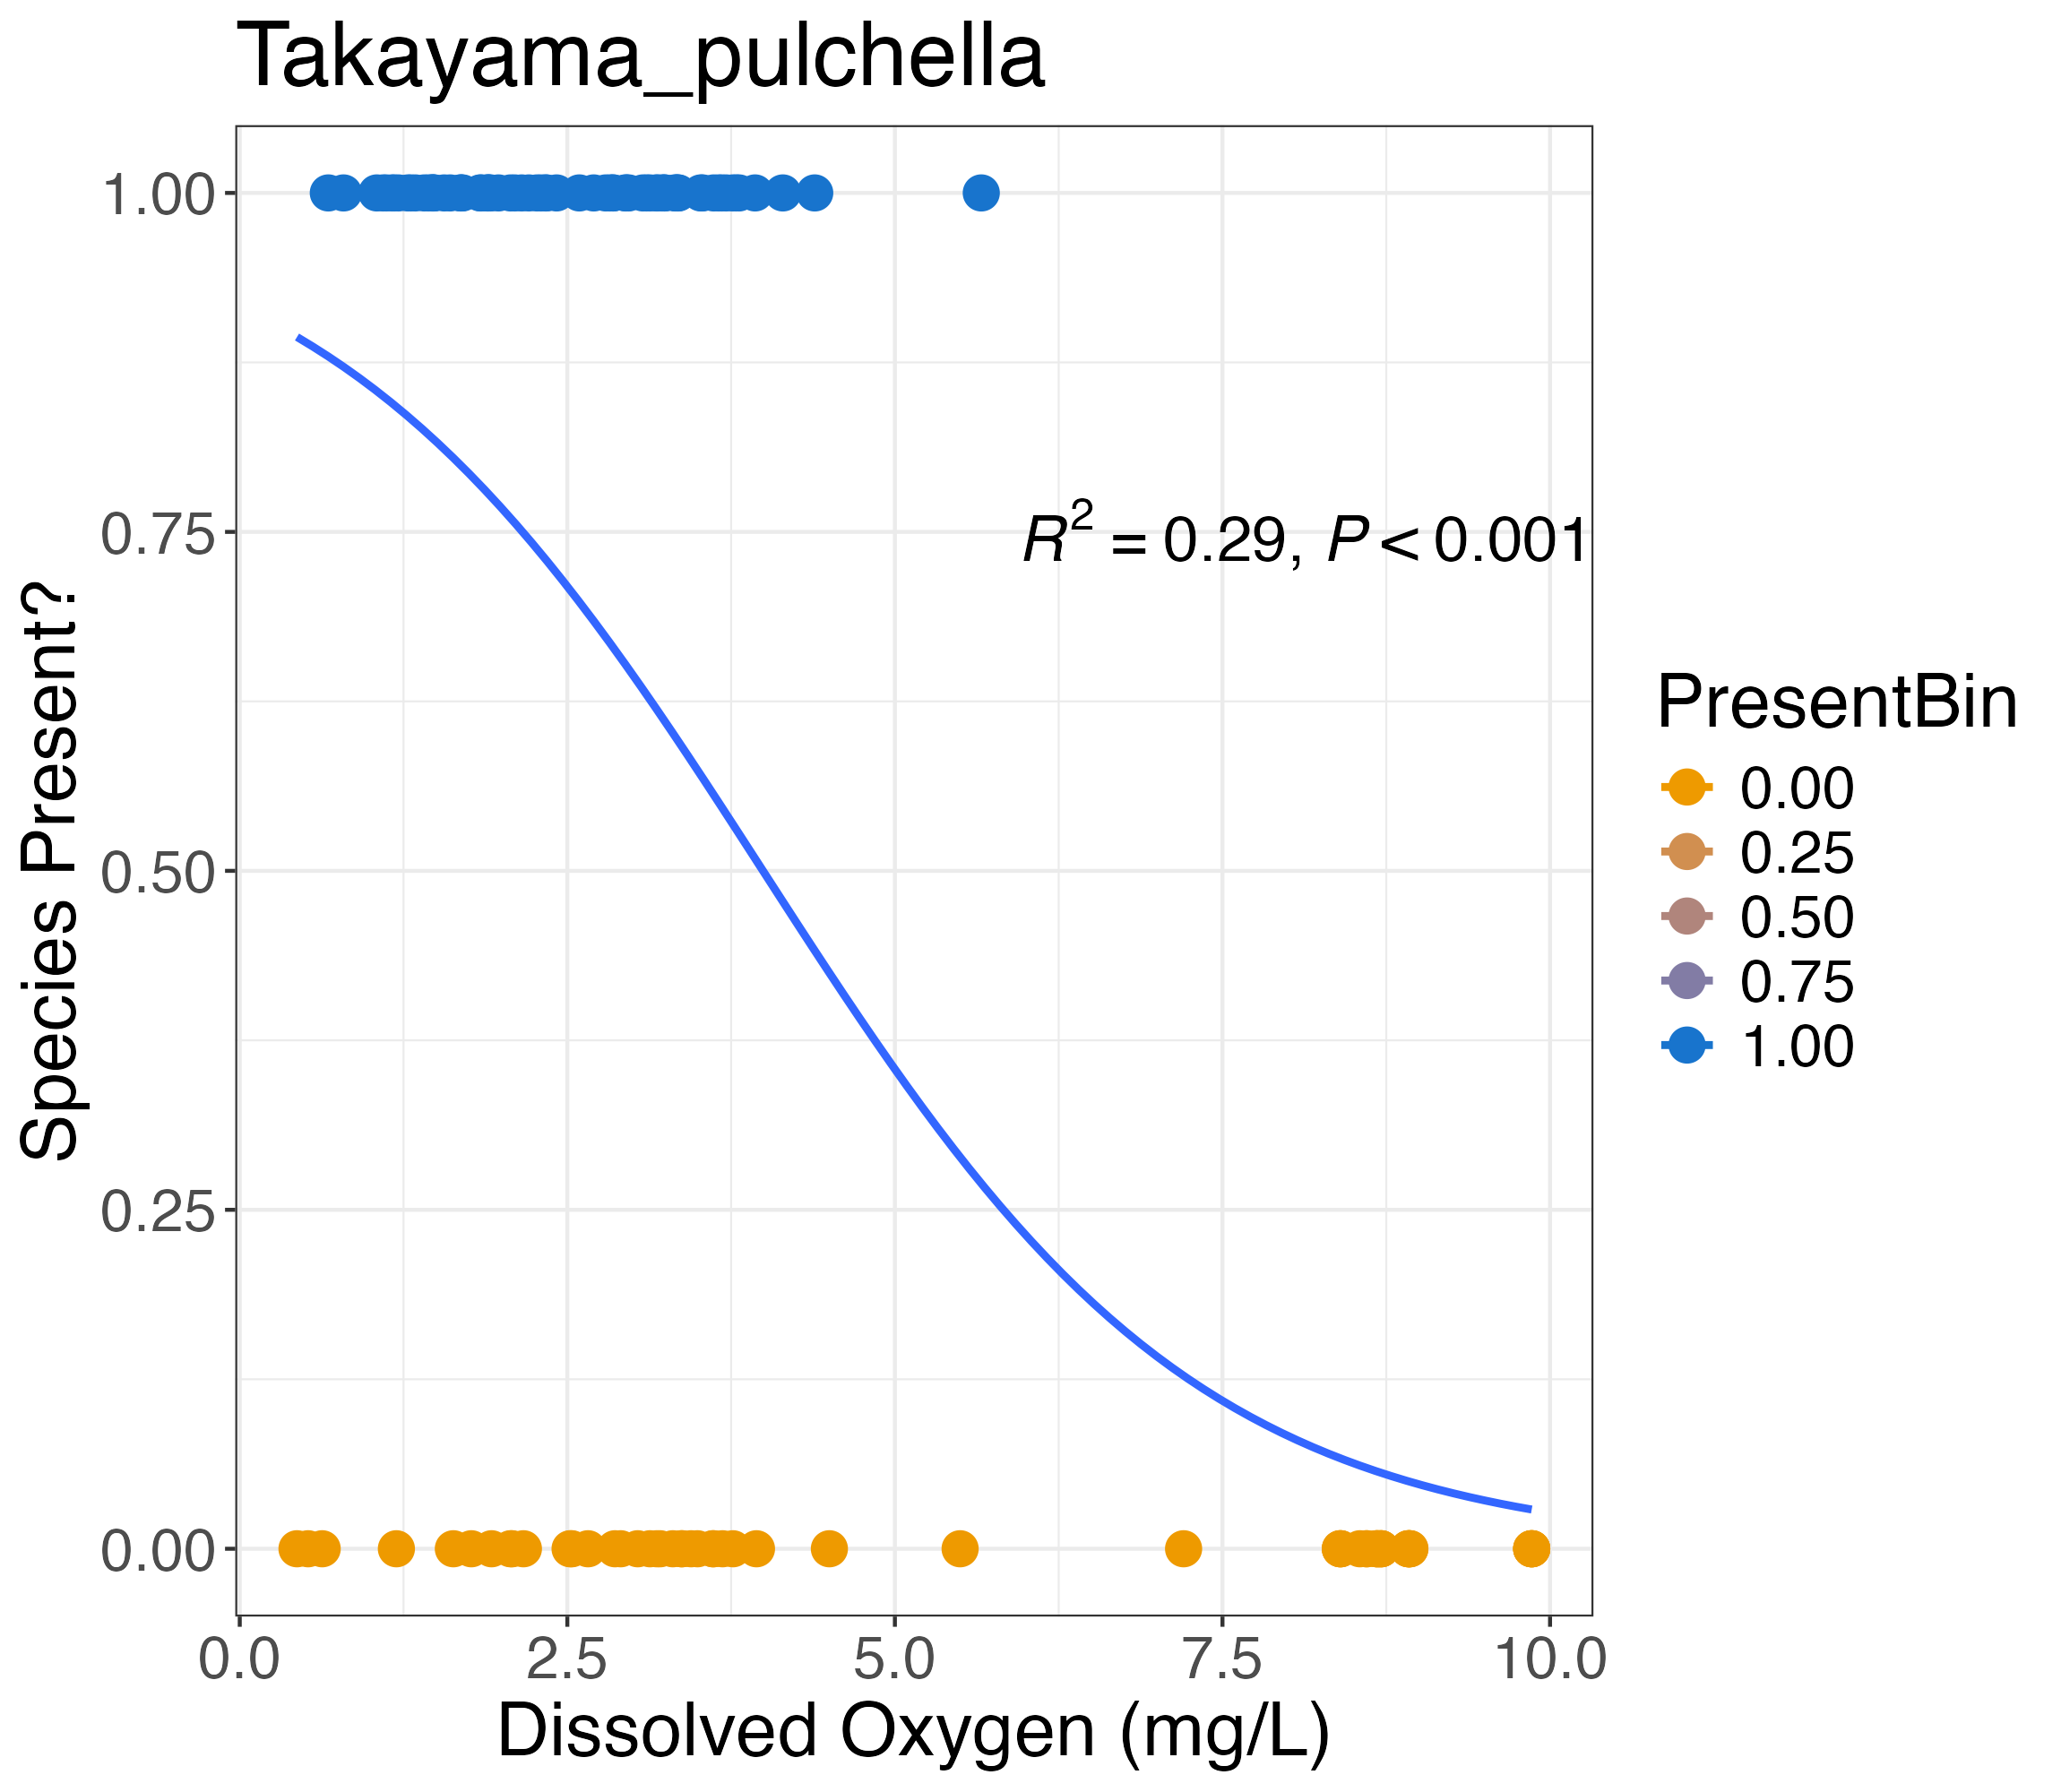 Takayama_pulchella
1.00
0.75
0.50
0.25
0.00
Species Present?
R² = 0.29, P < 0.001
0.0 2.5 5.0 7.5 10.0
Dissolved Oxygen (mg/L)
PresentBin
0.00
0.25
0.50
0.75
1.00